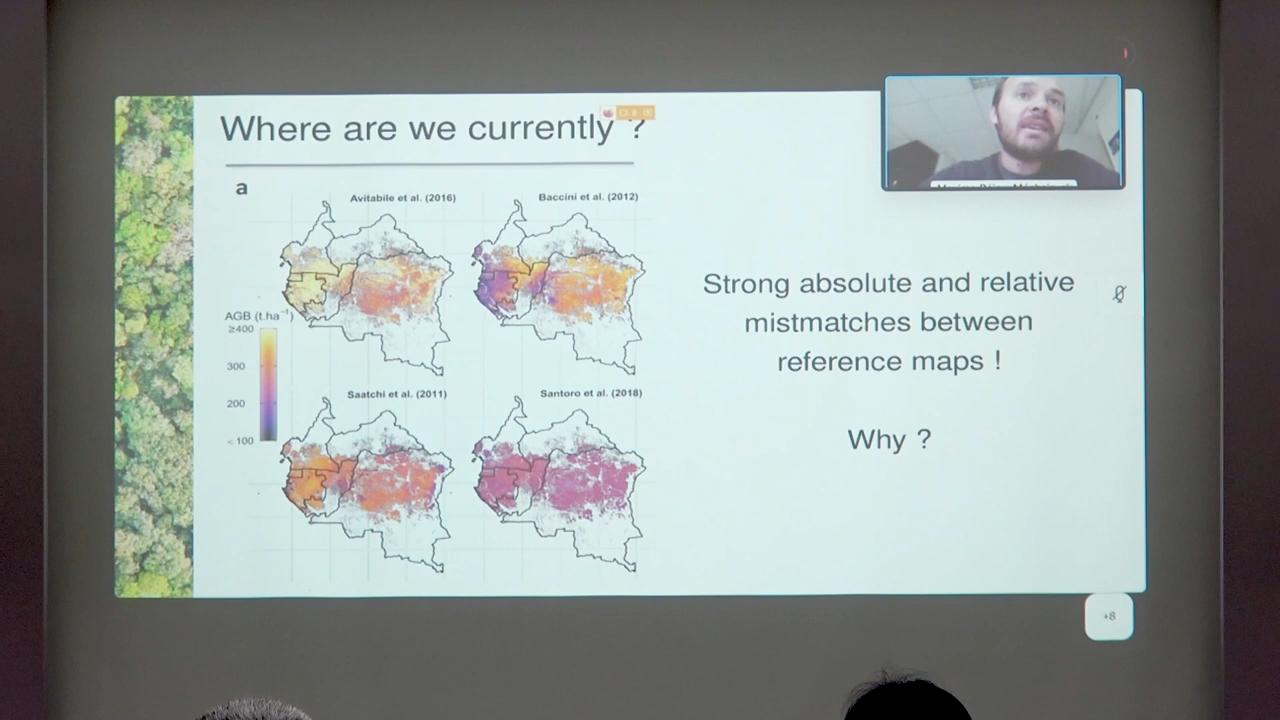 Where are we currently ?
a
Avitabile et al. (2016)
Baccini et al. (2012)
AGB (t.ha⁻¹)
≥400
300
200
<100
Saatchi et al. (2011)
Santoro et al. (2018)
Strong absolute and relative
mistmatches between
reference maps !
Why ?
+8